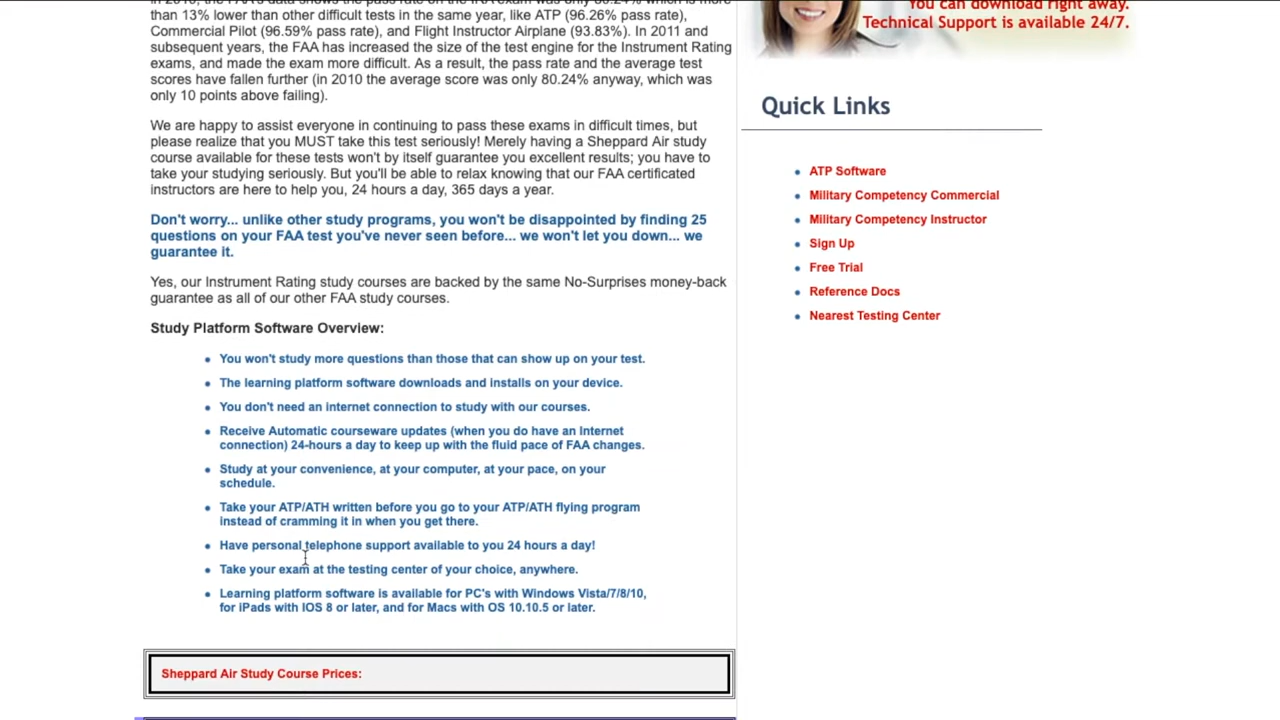 than 13% lower than other difficult tests in the same year, like ATP (96.26% pass rate),
Commercial Pilot (96.59% pass rate), and Flight Instructor Airplane (93.83%). In 2011 and
subsequent years, the FAA has increased the size of the test engine for the Instrument Rating
exams, and made the exam more difficult. As a result, the pass rate and the average test
scores have fallen further (in 2010 the average score was only 80.24% anyway, which was
only 10 points above failing).
We are happy to assist everyone in continuing to pass these exams in difficult times, but
please realize that you MUST take this test seriously! Merely having a Sheppard Air study
course available for these tests won't by itself guarantee you excellent results; you have to
take your studying seriously. But you'll be able to relax knowing that our FAA certificated
instructors are here to help you, 24 hours a day, 365 days a year.
Don't worry... unlike other study programs, you won't be disappointed by finding 25
questions on your FAA test you've never seen before... we won't let you down... we
guarantee it.
Yes, our Instrument Rating study courses are backed by the same No-Surprises money-back
guarantee as all of our other FAA study courses.
Study Platform Software Overview:
You won't study more questions than those that can show up on your test.
The learning platform software downloads and installs on your device.
You don't need an internet connection to study with our courses.
Receive Automatic courseware updates (when you do have an Internet
connection) 24-hours a day to keep up with the fluid pace of FAA changes.
Study at your convenience, at your computer, at your pace, on your
schedule.
Take your ATP/ATH written before you go to your ATP/ATH flying program
instead of cramming it in when you get there.
Have personal telephone support available to you 24 hours a day!
Take your exam at the testing center of your choice, anywhere.
Learning platform software is available for PC's with Windows Vista/7/8/10,
for iPads with IOS 8 or later, and for Macs with OS 10.10.5 or later.
Sheppard Air Study Course Prices:
You can download right away.
Technical Support is available 24/7.
Quick Links
ATP Software
Military Competency Commercial
Military Competency Instructor
Sign Up
Free Trial
Reference Docs
Nearest Testing Center